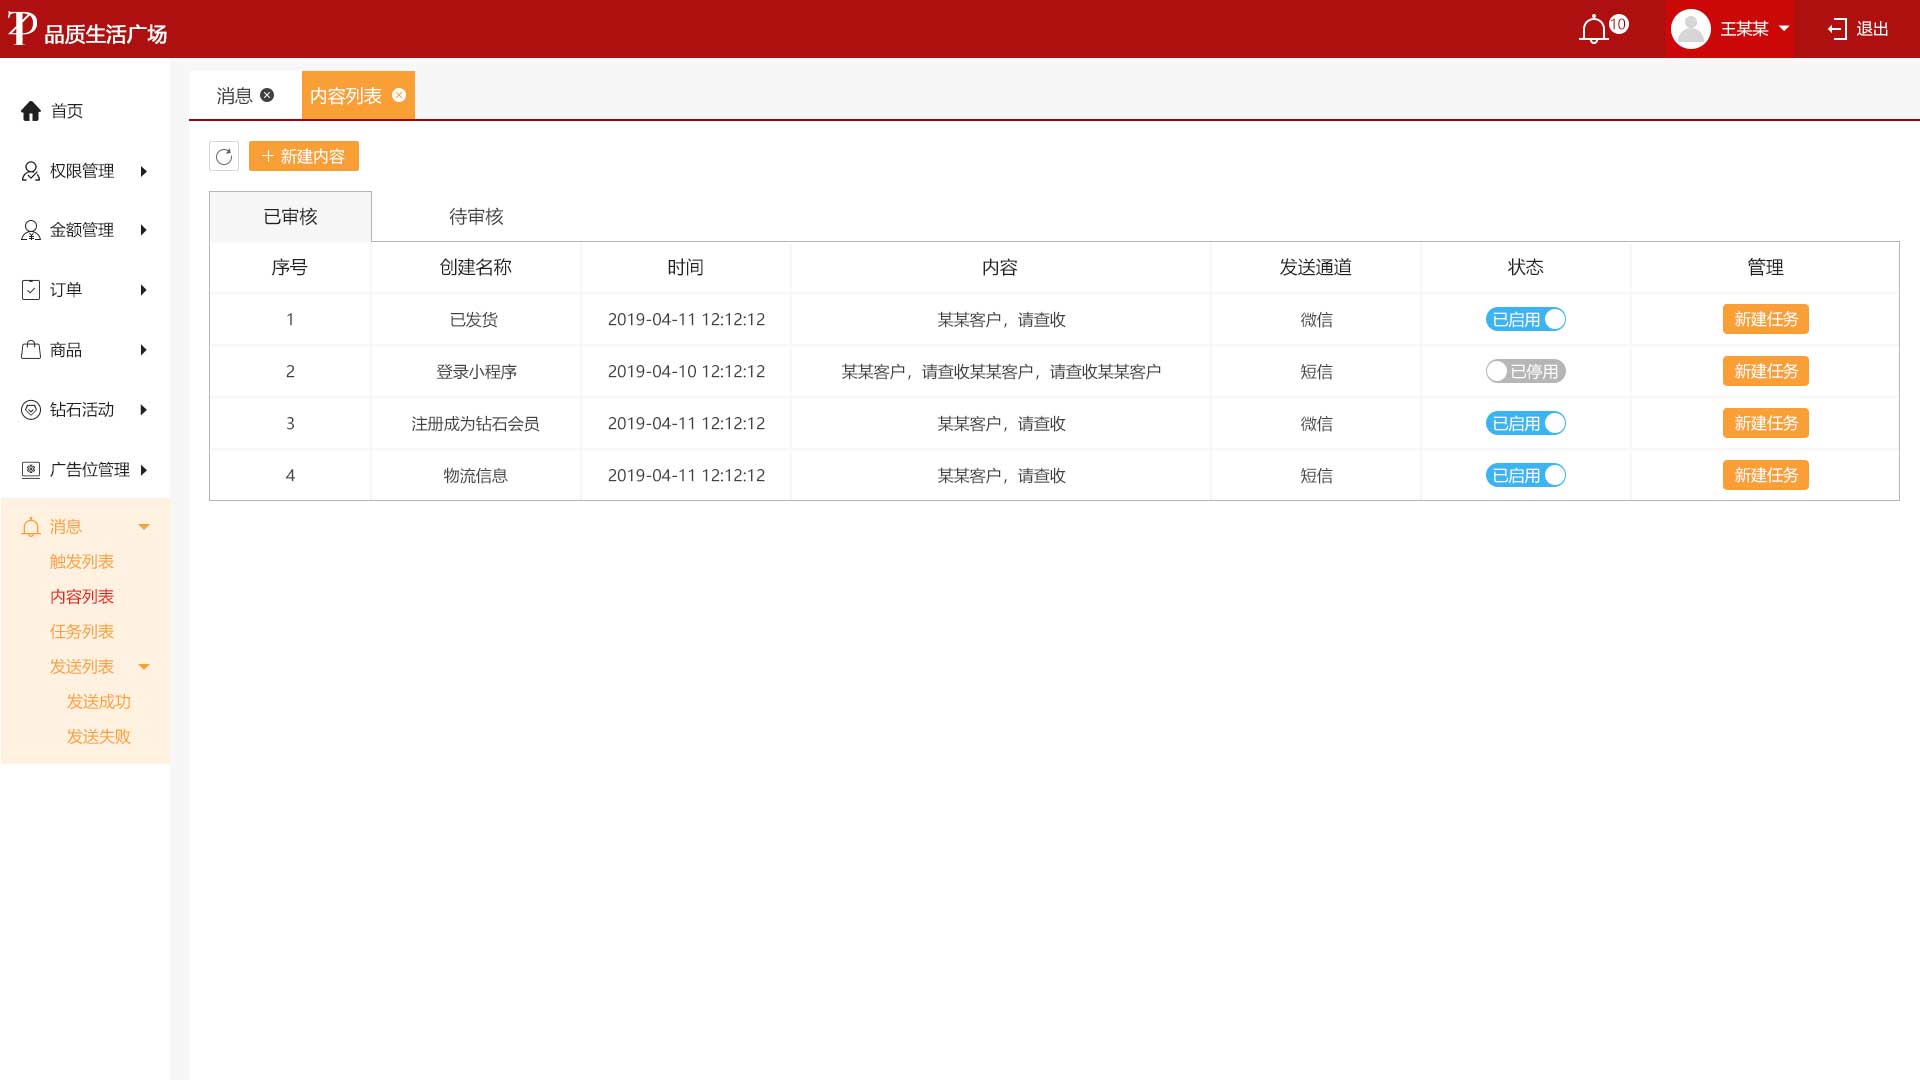 品质生活广场
10
王某某
退出
首页
权限管理
金额管理
订单
商品
钻石活动
广告位管理
消息
触发列表
内容列表
任务列表
发送列表
发送成功
发送失败
消息 内容列表
+ 新建内容
已审核 待审核
序号 创建名称 时间 内容 发送通道 状态 管理
1 已发货 2019-04-11 12:12:12 某某客户，请查收 微信 已启用 新建任务
2 登录小程序 2019-04-10 12:12:12 某某客户，请查收某某客户，请查收某某客户 短信 已停用 新建任务
3 注册成为钻石会员 2019-04-11 12:12:12 某某客户，请查收 微信 已启用 新建任务
4 物流信息 2019-04-11 12:12:12 某某客户，请查收 短信 已启用 新建任务